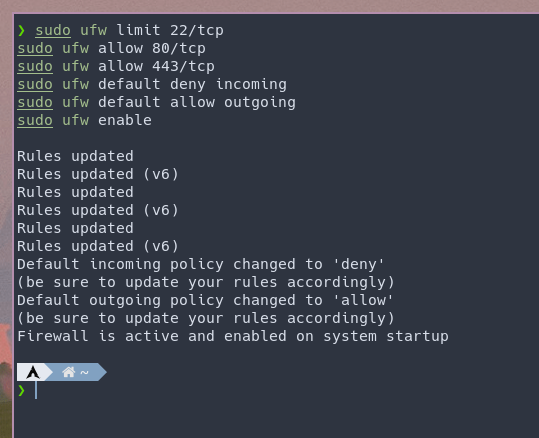 ❯ sudo ufw limit 22/tcp
sudo ufw allow 80/tcp
sudo ufw allow 443/tcp
sudo ufw default deny incoming
sudo ufw default allow outgoing
sudo ufw enable
Rules updated
Rules updated (v6)
Rules updated
Rules updated (v6)
Rules updated
Rules updated (v6)
Default incoming policy changed to 'deny'
(be sure to update your rules accordingly)
Default outgoing policy changed to 'allow'
(be sure to update your rules accordingly)
Firewall is active and enabled on system startup
~
❯